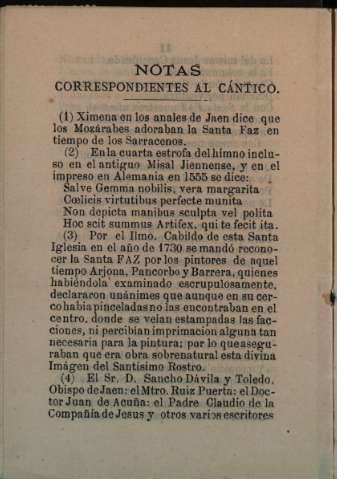 NOTAS
CORRESPONDIENTES AL CÁNTICO.
(1) Ximena en los anales de Jaen dice que
los Mozárabes adoraban la Santa Faz en
tiempo de los Sarracenos.
(2) En la cuarta estrofa del himno inclu-
so en el antiguo Misal Jiennense, y en el
impreso en Alemania en 1555 se dice:
Salve Gemma nobilis, vera margarita
Cœlicis virtutibus perfecte munita
Non depicta manibus sculpta vel polita
Hoc scit summus Artifex, qui te fecit ita.
(3) Por el Ilmo. Cabildo de esta Santa
Iglesia en el año de 1730 se mandó recono-
cer la Santa FAZ por los pintores de aquel
tiempo Arjona, Pancorbo y Barrera, quienes
habiéndola examinado escrupulosamente,
declararon unánimes que aunque en su cer-
co habia pinceladas no las encontraban en el
centro, donde se veian estampadas las fac-
ciones, ni percibian imprimacion alguna tan
necesaria para la pintura; por lo que asegu-
raban que era obra sobrenatural esta divina
Imágen del Santísimo Rostro.
(4) El Sr. D. Sancho Dávila y Toledo,
Obispo de Jaen: el Mtro. Ruiz Puerta: el Doc-
tor Juan de Acuña: el Padre Claudio de la
Compañía de Jesus y otros varios escritores